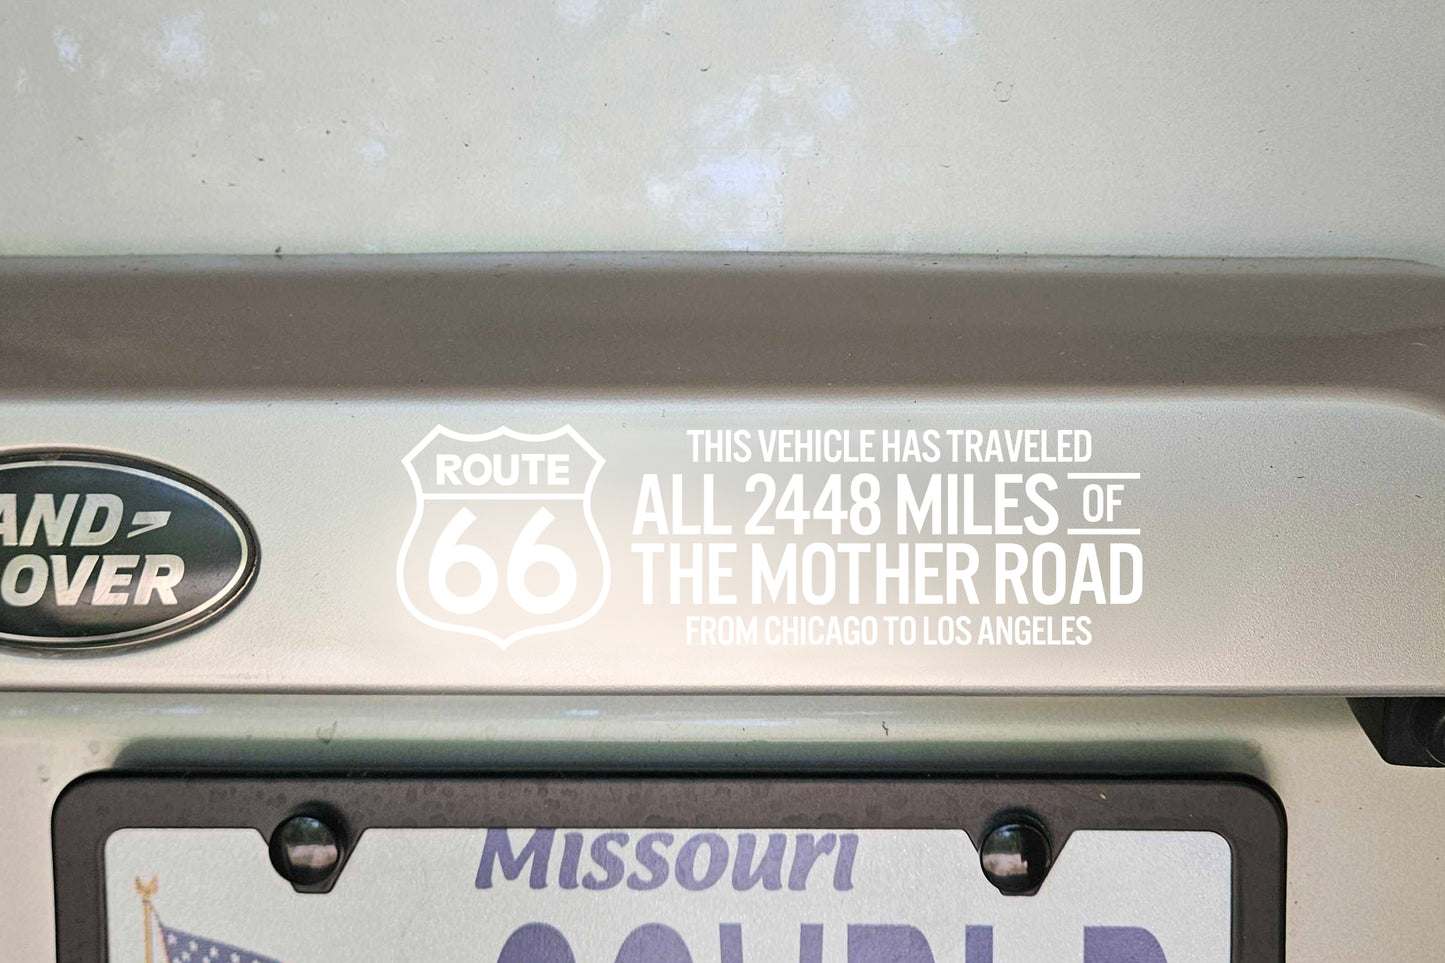 ROUTE
66
THIS VEHICLE HAS TRAVELED
ALL 2448 MILES OF
THE MOTHER ROAD
FROM CHICAGO TO LOS ANGELES
AND
OVER
Missouri